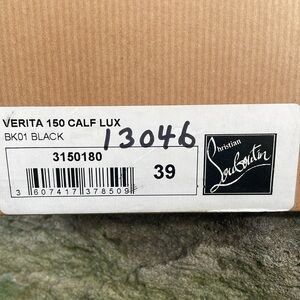 VERITA 150 CALF LUX
BK01 BLACK
13046
3150180
39
3 607417 378509
Christian
Louboutin